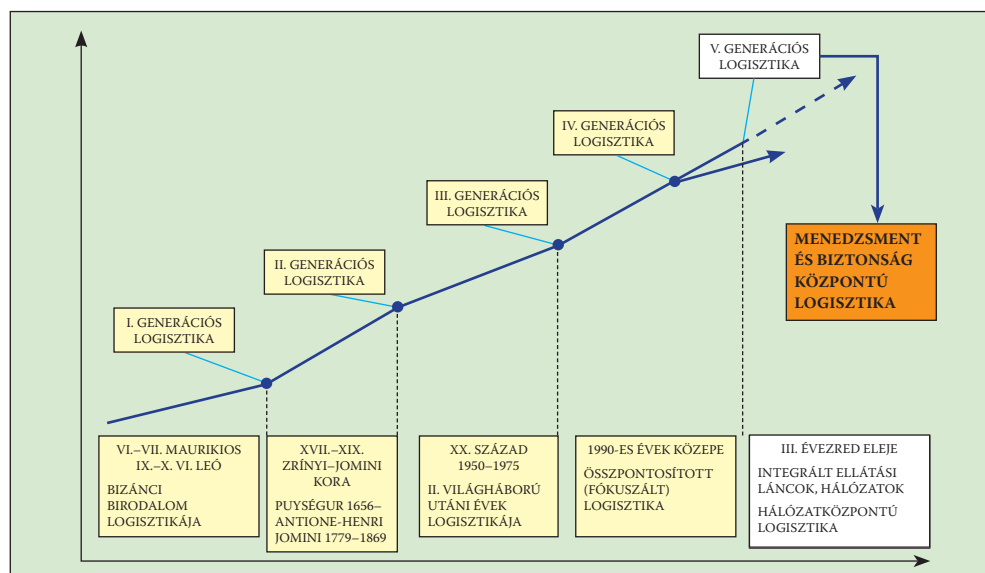 V. GENERÁCIÓS
LOGISZTIKA
IV. GENERÁCIÓS
LOGISZTIKA
III. GENERÁCIÓS
LOGISZTIKA
II. GENERÁCIÓS
LOGISZTIKA
I. GENERÁCIÓS
LOGISZTIKA
MENEDZSMENT
ÉS BIZTONSÁG
KÖZPONTÚ
LOGISZTIKA
VI.–VII. MAURIKIOS
IX.–X. VI. LEÓ
BIZÁNCI
BIRODALOM
LOGISZTIKÁJA
XVII.–XIX.
ZRÍNYI–JOMINI
KORA
PUYSÉGUR 1656–
ANTIONE-HENRI
JOMINI 1779–1869
XX. SZÁZAD
1950–1975
II. VILÁGHÁBORÚ
UTÁNI ÉVEK
LOGISZTIKÁJA
1990-ES ÉVEK KÖZEPE
ÖSSZPONTOSÍTOTT
(FÓKUSZÁLT)
LOGISZTIKA
III. ÉVEZRED ELEJE
INTEGRÁLT ELLÁTÁSI
LÁNCOK, HÁLÓZATOK
HÁLÓZATKÖZPONTÚ
LOGISZTIKA